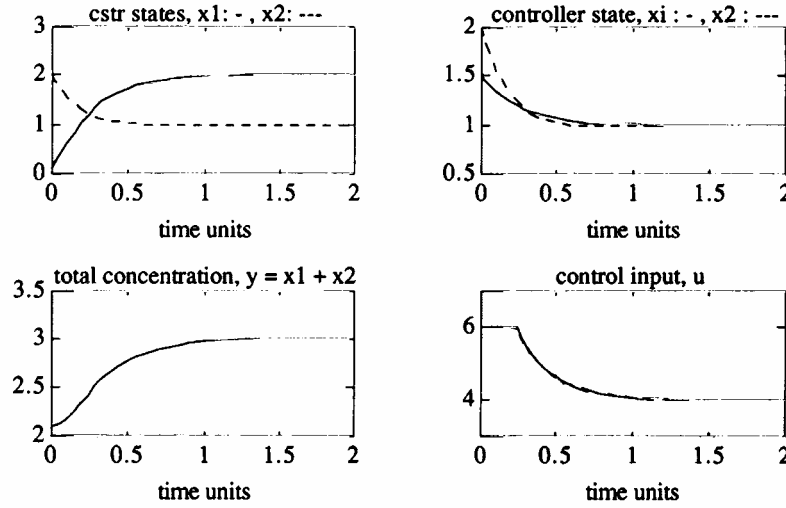 cstr states, x1: - , x2: ---
3
2
1
0
0 0.5 1 1.5 2
time units
controller state, xi : - , x2 : ---
2
1.5
1
0.5
0 0.5 1 1.5 2
time units
total concentration, y = x1 + x2
3.5
3
2.5
2
0 0.5 1 1.5 2
time units
control input, u
6
4
0 0.5 1 1.5 2
time units